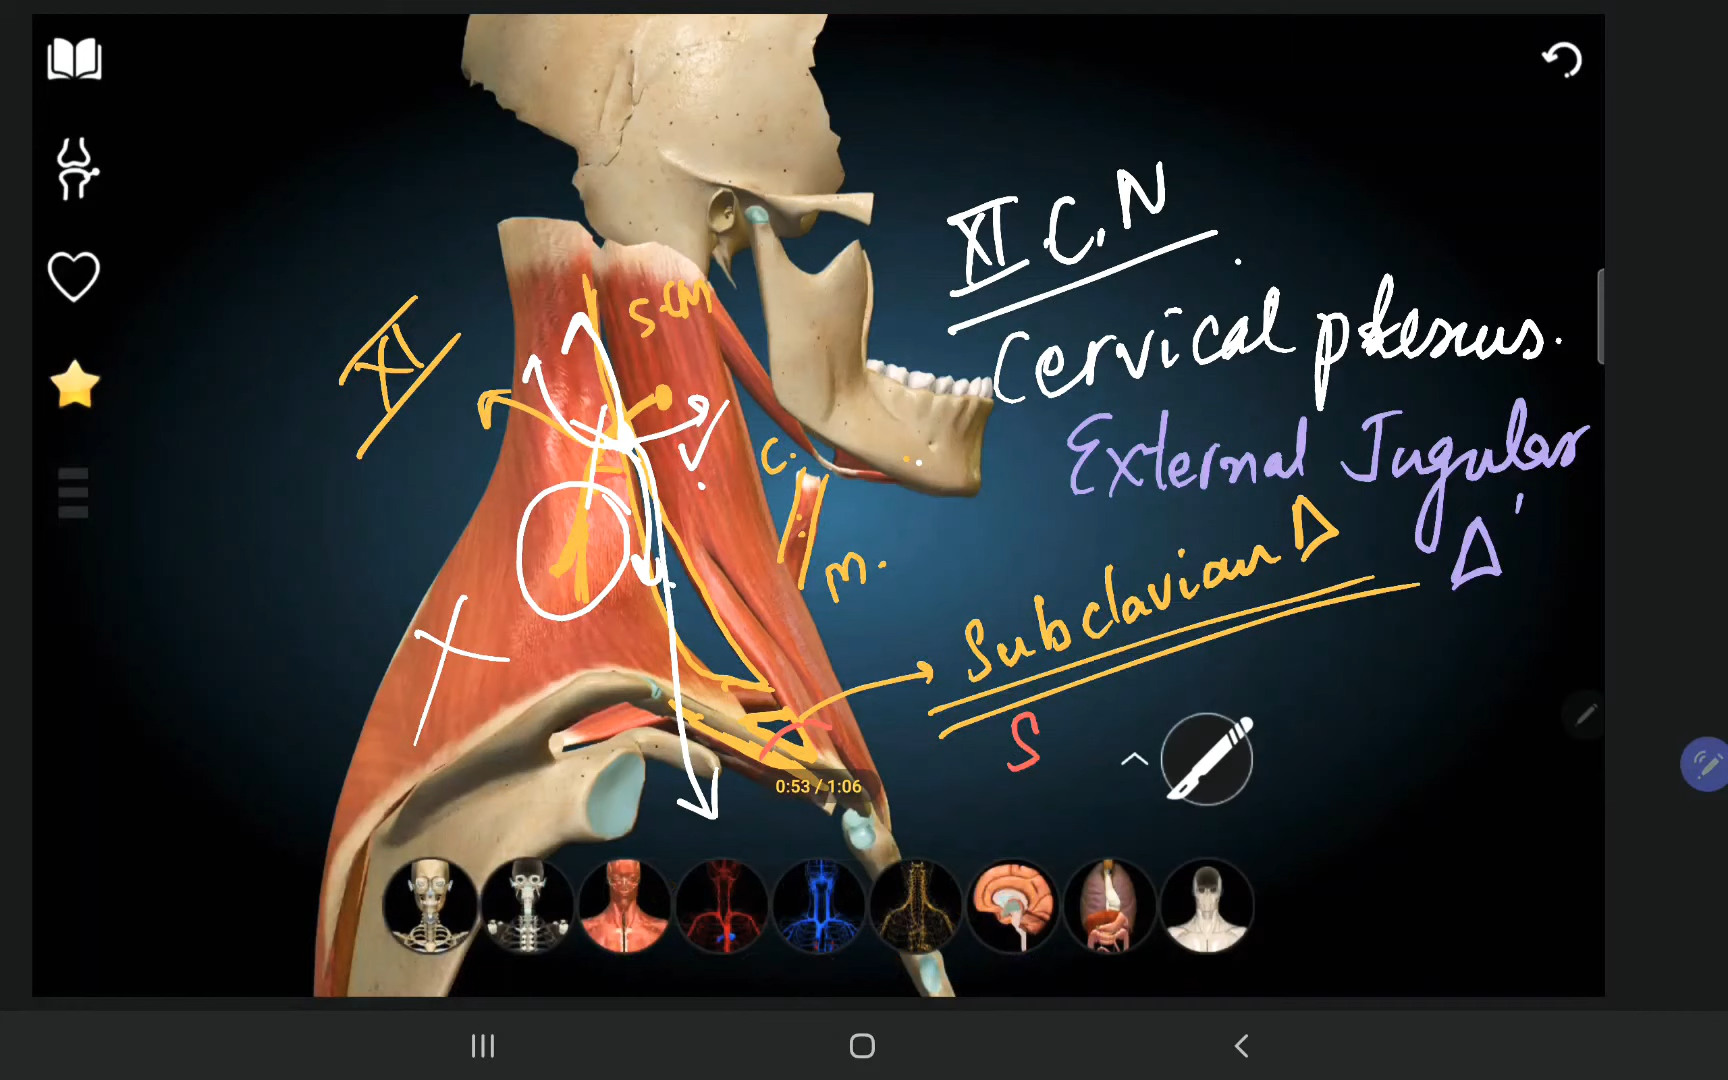 XI C.N
SCM
XI
Cervical plexus.
C.
External Jugular
Δ'
m.
Subclavian Δ
S
0:53 / 1:06